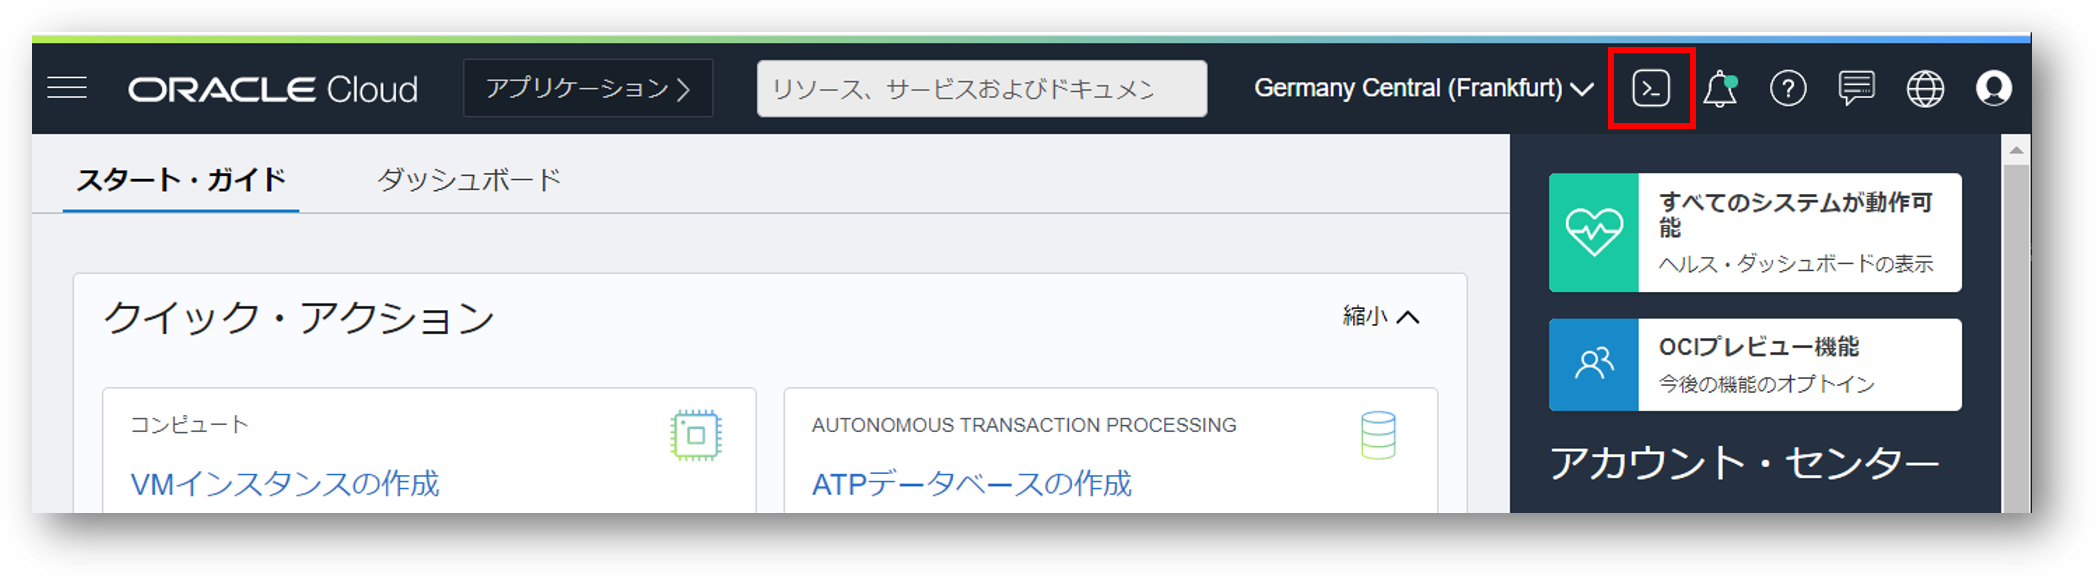 ORACLE Cloud
アプリケーション
リソース、サービスおよびドキュメン
Germany Central (Frankfurt)
スタート・ガイド
ダッシュボード
クイック・アクション
縮小
コンピュート
VMインスタンスの作成
AUTONOMOUS TRANSACTION PROCESSING
ATPデータベースの作成
すべてのシステムが動作可
能
ヘルス・ダッシュボードの表示
OCIプレビュー機能
今後の機能のオプトイン
アカウント・センター